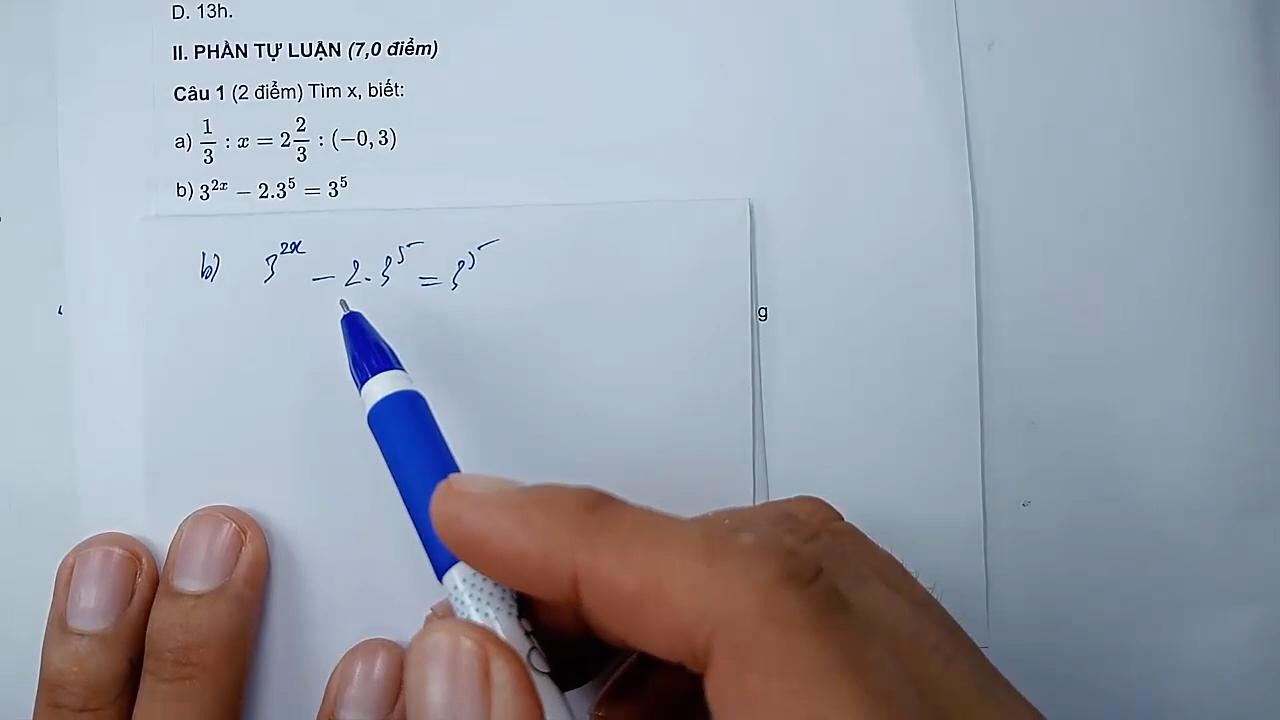 D. 13h.
II. PHẦN TỰ LUẬN (7,0 điểm)
Câu 1 (2 điểm) Tìm x, biết:
a) 1/3 : x = 2 2/3 : (−0,3)
b) 3^{2x} − 2.3^5 = 3^5
b) 3^{2x} − 2.3^5 = 3^5
g